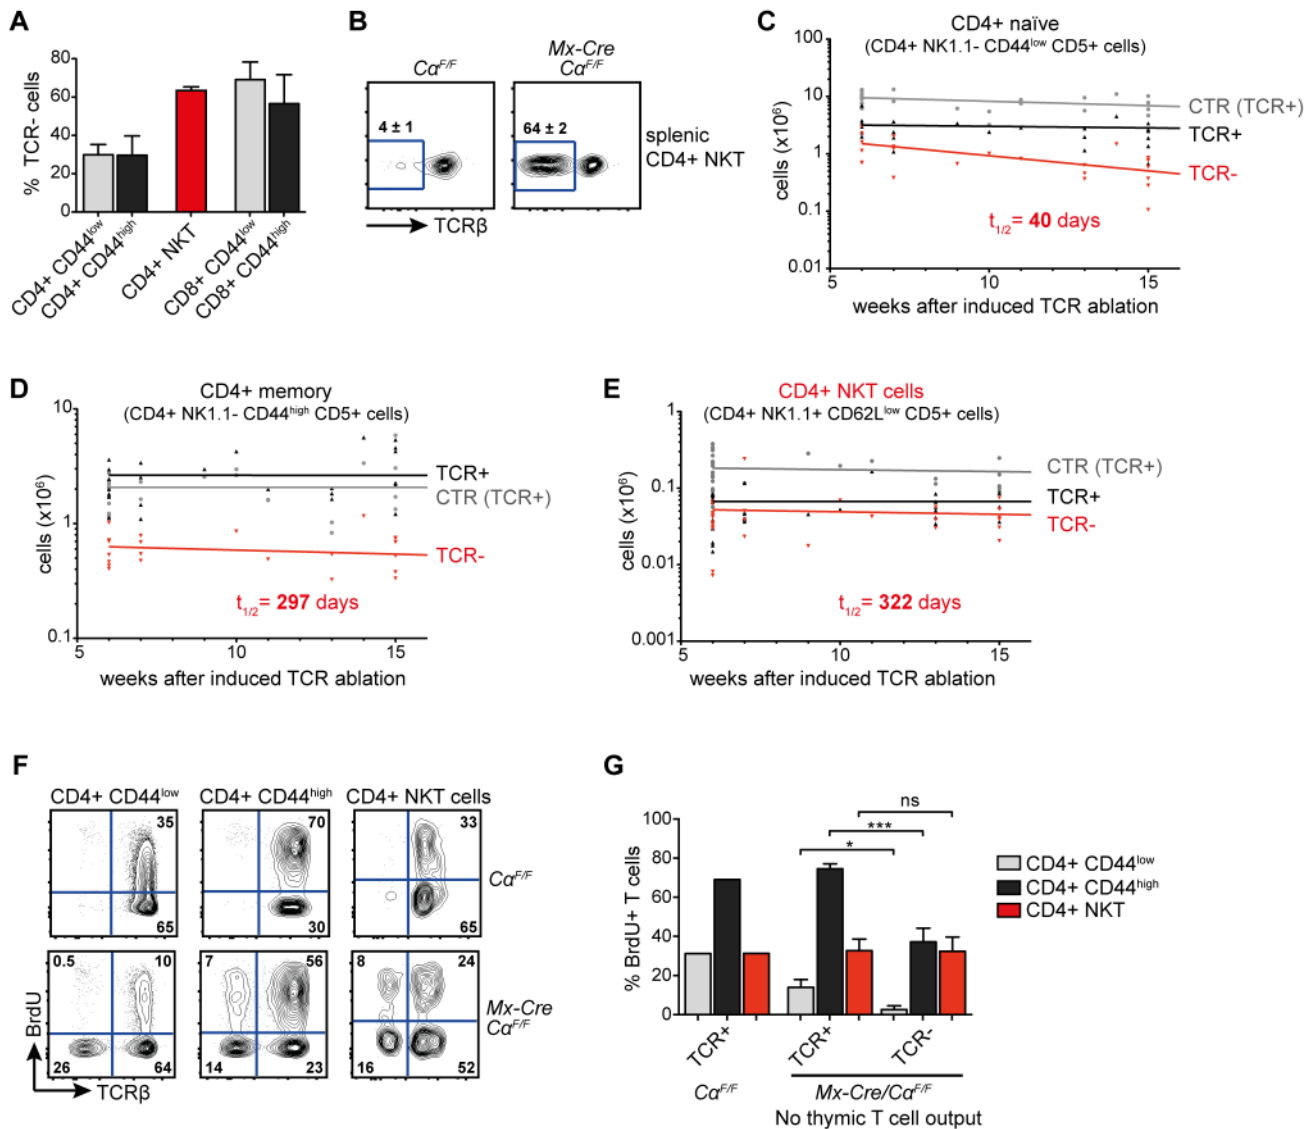 A
% TCR- cells
80
60
40
20
0
CD4+ CD44low
CD4+ CD44high
CD4+ NKT
CD8+ CD44low
CD8+ CD44high
B
CαF/F
Mx-Cre
CαF/F
4 ± 1
64 ± 2
splenic
CD4+ NKT
TCRβ
C
CD4+ naïve
(CD4+ NK1.1- CD44low CD5+ cells)
cells (x10⁶)
100
10
1
0.1
0.01
CTR (TCR+)
TCR+
TCR-
t1/2= 40 days
5 10 15
weeks after induced TCR ablation
D
CD4+ memory
(CD4+ NK1.1- CD44high CD5+ cells)
cells (x10⁶)
10
1
0.1
TCR+
CTR (TCR+)
TCR-
t1/2= 297 days
5 10 15
weeks after induced TCR ablation
E
CD4+ NKT cells
(CD4+ NK1.1+ CD62Llow CD5+ cells)
cells (x10⁶)
1
0.1
0.01
0.001
CTR (TCR+)
TCR+
TCR-
t1/2= 322 days
5 10 15
weeks after induced TCR ablation
F
CD4+ CD44low
CD4+ CD44high
CD4+ NKT cells
35 70 33
CαF/F
65 30 65
0.5 10 7 56 8 24
Mx-Cre
CαF/F
26 64 14 23 16 52
BrdU
TCRβ
G
% BrdU+ T cells
80
60
40
20
0
ns
***
*
CD4+ CD44low
CD4+ CD44high
CD4+ NKT
TCR+
TCR+
TCR-
CαF/F
Mx-Cre/CαF/F
No thymic T cell output